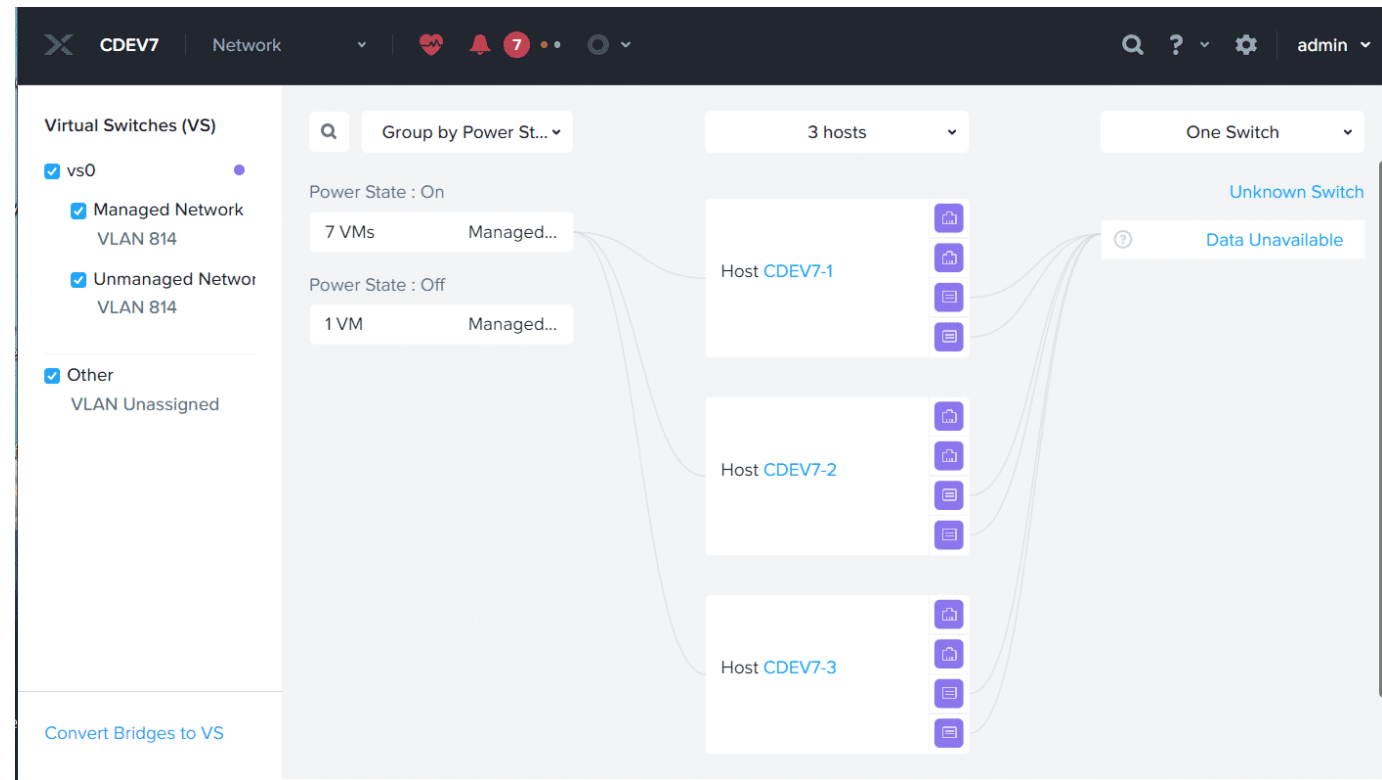 CDEV7 Network 7 ? admin
Virtual Switches (VS)
vs0
Managed Network
VLAN 814
Unmanaged Networ
VLAN 814
Other
VLAN Unassigned
Convert Bridges to VS
Group by Power St...
Power State : On
7 VMs Managed...
Power State : Off
1 VM Managed...
3 hosts
Host CDEV7-1
Host CDEV7-2
Host CDEV7-3
One Switch
Unknown Switch
? Data Unavailable